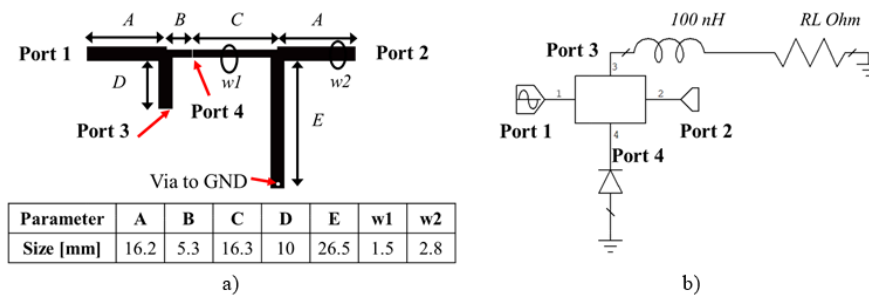 A B C A
Port 1 Port 2
D w1 w2
Port 4 E
Port 3
Via to GND
Parameter A B C D E w1 w2
Size [mm] 16.2 5.3 16.3 10 26.5 1.5 2.8
a)
100 nH RL Ohm
Port 3
3
1 2
Port 1 Port 2
4
Port 4
b)